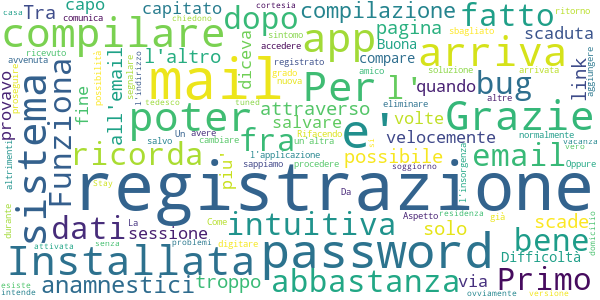 casa Tra capo capitato dopo chiedono cortesia compilazione fatto sbagliato ritorno
comunica sintomo accedere pagina Buona ricevuto scaduta
compilare mail app arriva l'indirizzo
avvenuta segnalare l'altro diceva registrato grado nuova amico compare soluzione arrivata aggiungere
provavo proseguire fine all'email possibilità poter Per l' quando bug link
attraverso salvare tedesco tuned eliminare altre
sistema Funziona ricorda fra e' volte Grazie
Un avere salvo cambiare Rifacendo un'altra velocemente normalmente vacanza
altrimenti più' l'applicazione sappiamo procedere possibile email vero Oppure
registrazione si
stay Da soggiorno l'insorgenza
durante dati La Come già residenza domicilio
sessione digitare intuitiva solo Aspetto scade bene
attivata senza problemi password Difficoltà
Installata abbastanza Primo
esiste intende anamnestici troppo ovviamente via versione